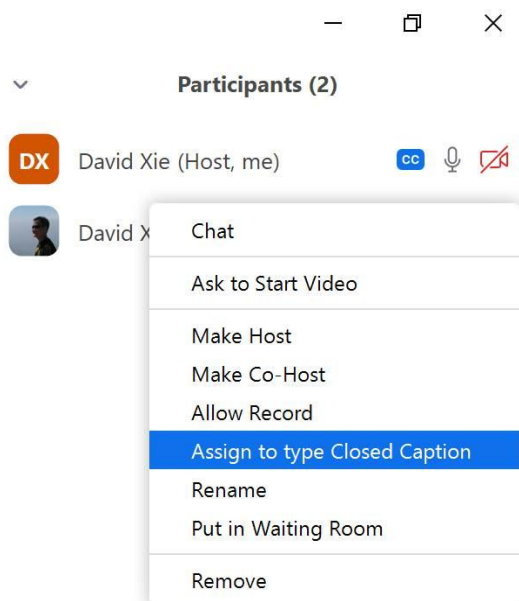 Participants (2)
DX David Xie (Host, me) CC
David X
Chat
Ask to Start Video
Make Host
Make Co-Host
Allow Record
Assign to type Closed Caption
Rename
Put in Waiting Room
Remove